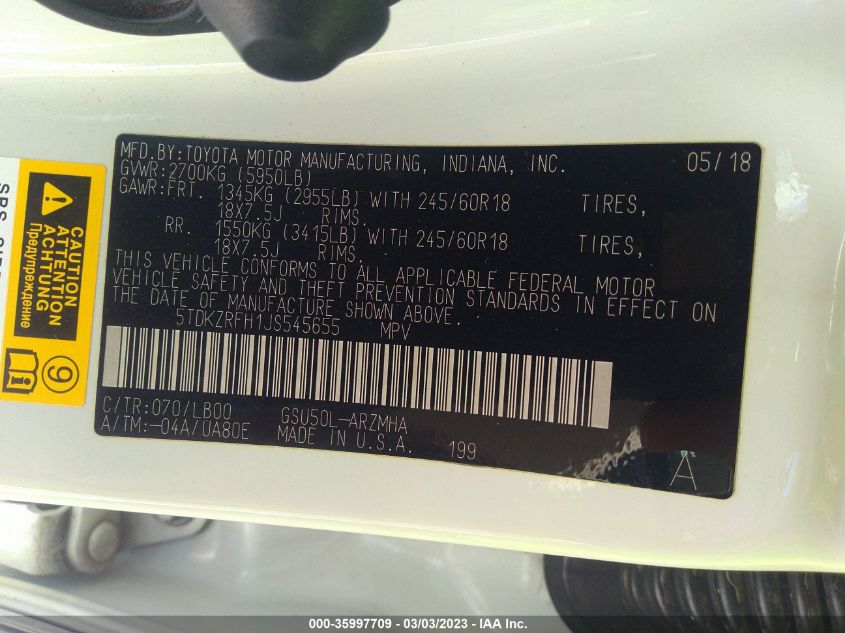 MFD.BY:TOYOTA MOTOR MANUFACTURING, INDIANA, INC. 05/18
GVWR:2700KG (5950LB)
GAWR:FRT. 1345KG (2955LB) WITH 245/60R18 TIRES,
18X7.5J RIMS.
RR. 1550KG (3415LB) WITH 245/60R18 TIRES,
18X7.5J RIMS.
THIS VEHICLE CONFORMS TO ALL APPLICABLE FEDERAL MOTOR
VEHICLE SAFETY AND THEFT PREVENTION STANDARDS IN EFFECT ON
THE DATE OF MANUFACTURE SHOWN ABOVE.
5TDKZRFH1JS545655 MPV
C/TR:070/LB00 GSU50L-ARZMHA
A/TM:-04A/UA80E MADE IN U.S.A. 199
A
CAUTION
ATTENTION
ACHTUNG
Предупреждение
9
SRS
000-35997709 - 03/03/2023 - © IAA Inc.